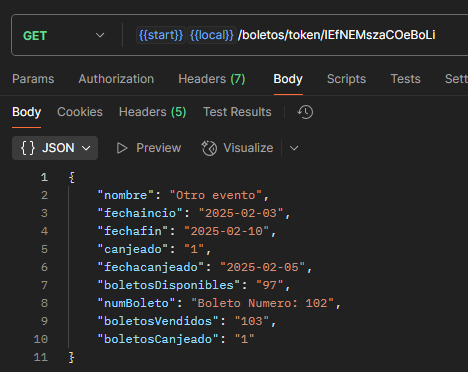 GET {{start}} {{local}} /boletos/token/IEfNEMszaCOeBoLi
Params Authorization Headers (7) Body Scripts Tests Sett
Body Cookies Headers (5) Test Results
{} JSON Preview Visualize
1 {
2 "nombre": "Otro evento",
3 "fechaincio": "2025-02-03",
4 "fechafin": "2025-02-10",
5 "canjeado": "1",
6 "fechacanjeado": "2025-02-05",
7 "boletosDisponibles": "97",
8 "numBoleto": "Boleto Numero: 102",
9 "boletosVendidos": "103",
10 "boletosCanjeado": "1"
11 }